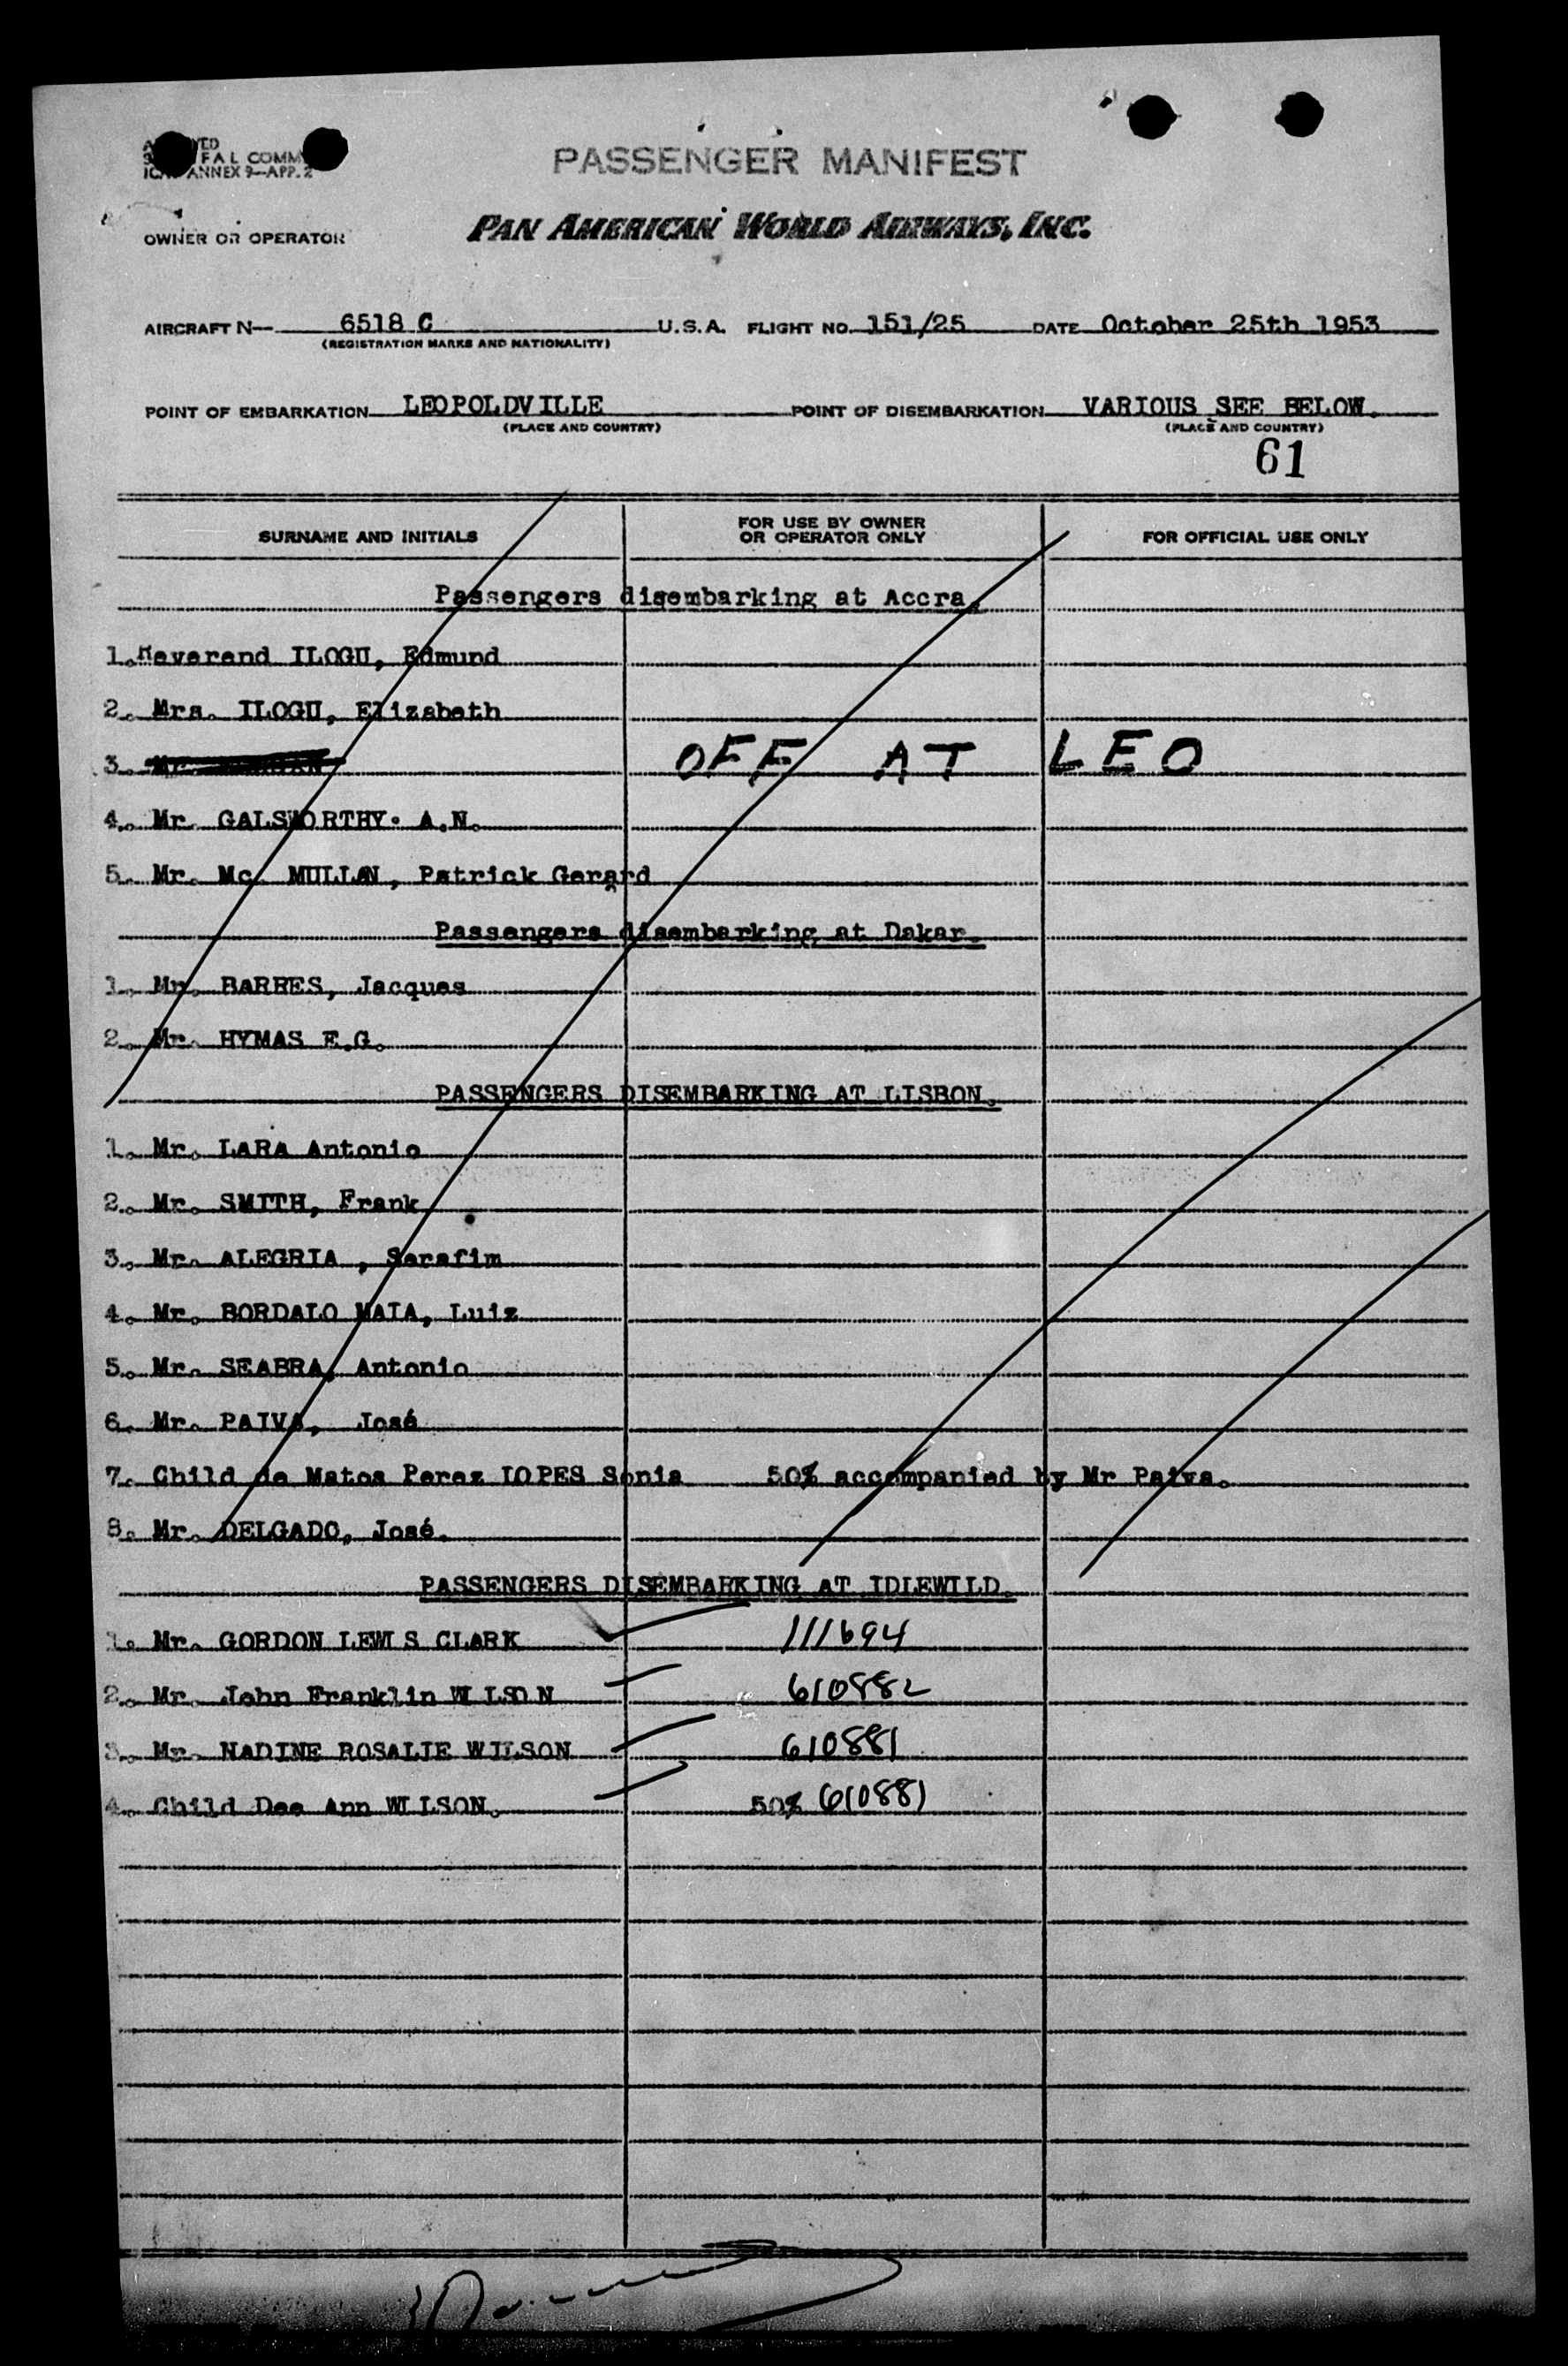 FAL COMM
ANNEX 9—APP. 2
PASSENGER MANIFEST
OWNER OR OPERATOR PAN AMERICAN WORLD AIRWAYS, INC.
AIRCRAFT N— 6518 C U.S.A. FLIGHT NO. 151/25 DATE October 25th 1953
(REGISTRATION MARKS AND NATIONALITY)
POINT OF EMBARKATION LEOPOLDVILLE POINT OF DISEMBARKATION VARIOUS SEE BELOW.
(PLACE AND COUNTRY) (PLACE AND COUNTRY)
61
SURNAME AND INITIALS FOR USE BY OWNER OR OPERATOR ONLY FOR OFFICIAL USE ONLY
Passengers disembarking at Accra.
1. Reverend ILOGU, Edmund
2. Mrs. ILOGU, Elizabeth
3. Mr. OFF AT LEO
4. Mr. GALSWORTHY. A.N.
5. Mr. Mc. MULLAN, Patrick Gerard
Passengers disembarking at Dakar.
1. Mr. BARRES, Jacques
2. Mr. HYMAS E.G.
PASSENGERS DISEMBARKING AT LISBON.
1. Mr. LARA Antonio
2. Mr. SMITH, Frank
3. Mr. ALEGRIA , Serafim
4. Mr. BORDALO MAIA, Luiz
5. Mr. SEABRA, Antonio
6. Mr. PAIVA, José
7. Child de Matos Perez LOPES Sonia 50% accompanied by Mr Paiva.
8. Mr. DELGADO, José.
PASSENGERS DISEMBARKING AT IDLEWILD.
1. Mr. GORDON LEWIS CLARK 111694
2. Mr. John Franklin WILSON 610882
3. Mr. NADINE ROSALIE WILSON 610881
4. Child Dee Ann WILSON. 50% 610881